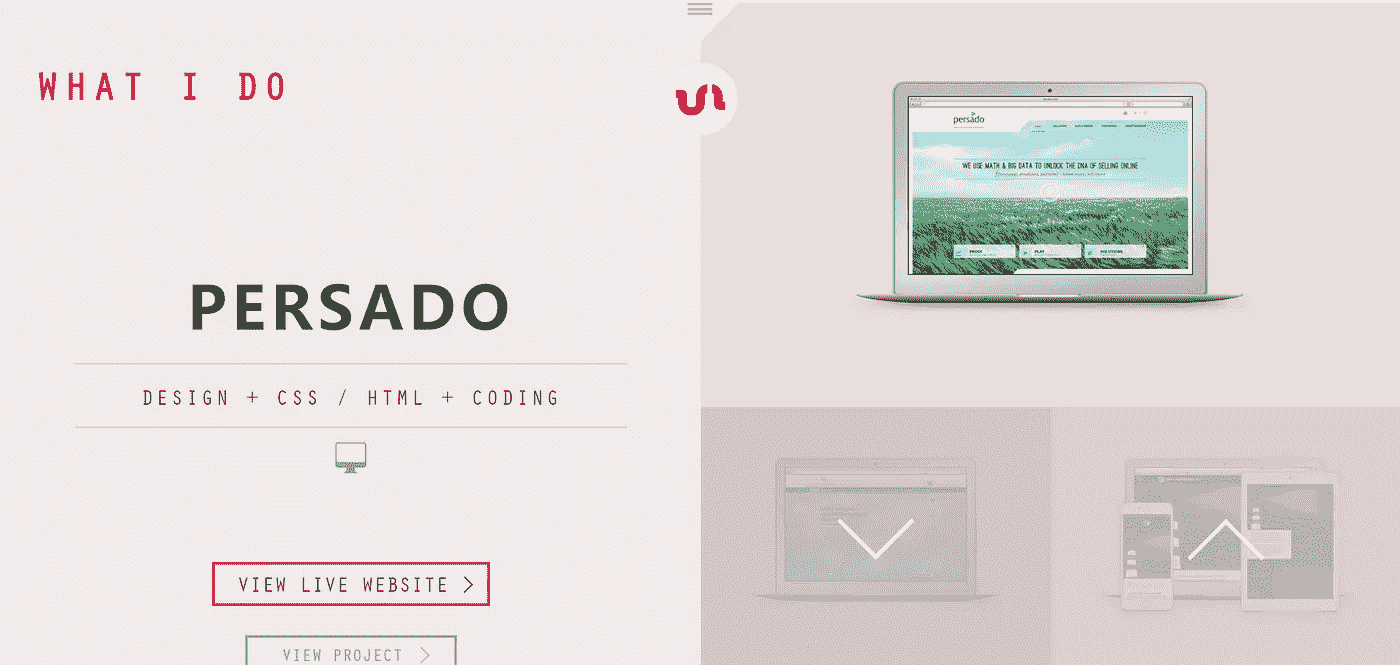 WHAT I DO
PERSADO
DESIGN + CSS / HTML + CODING
VIEW LIVE WEBSITE
VIEW PROJECT
persado
WE USE MATH & BIG DATA TO UNLOCK THE DNA OF SELLING ONLINE
PROOF PLAY SOLUTIONS